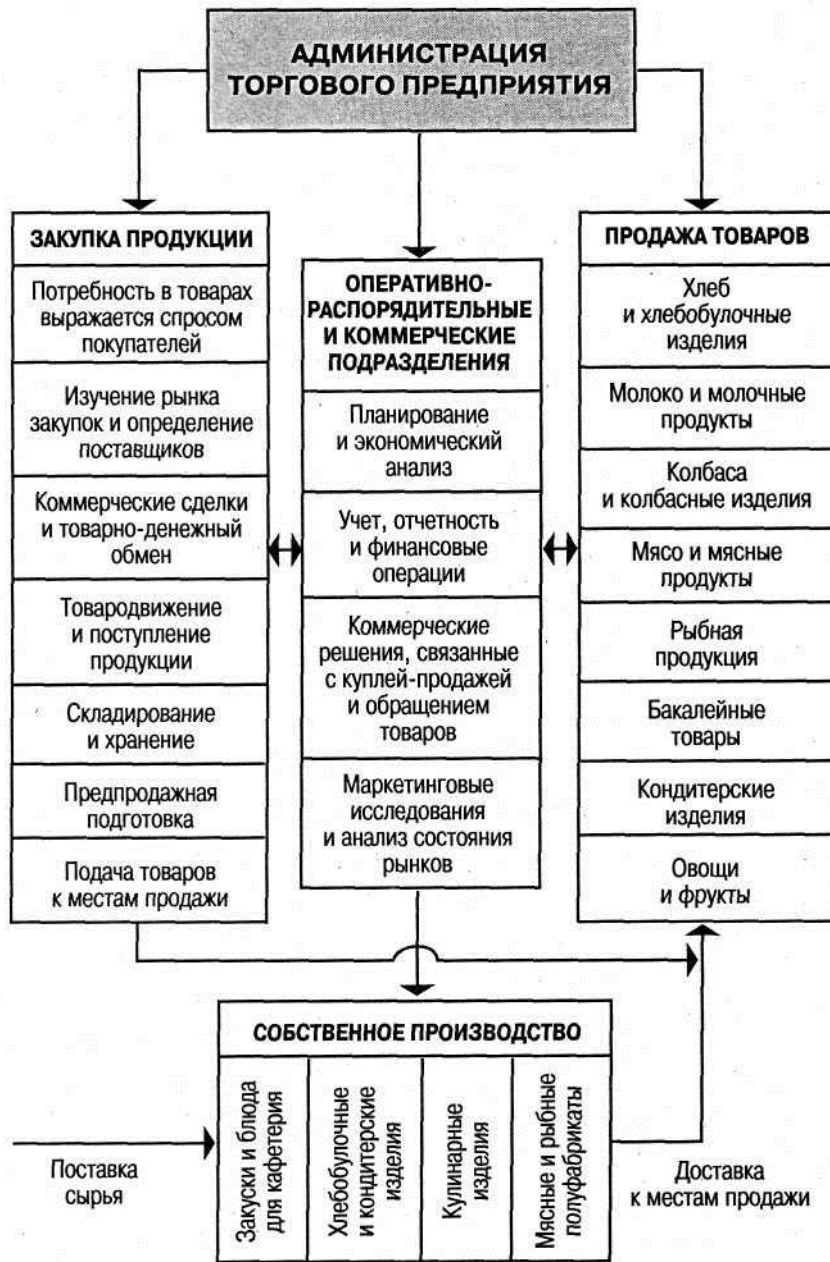 АДМИНИСТРАЦИЯ
ТОРГОВОГО ПРЕДПРИЯТИЯ
ЗАКУПКА ПРОДУКЦИИ
Потребность в товарах
выражается спросом
покупателей
Изучение рынка
закупок и определение
поставщиков
Коммерческие сделки
и товарно-денежный
обмен
Товародвижение
и поступление
продукции
Складирование
и хранение
Предпродажная
подготовка
Подача товаров
к местам продажи
ОПЕРАТИВНО-
РАСПОРЯДИТЕЛЬНЫЕ
И КОММЕРЧЕСКИЕ
ПОДРАЗДЕЛЕНИЯ
Планирование
и экономический
анализ
Учет, отчетность
и финансовые
операции
Коммерческие
решения, связанные
с куплей-продажей
и обращением
товаров
Маркетинговые
исследования
и анализ состояния
рынков
ПРОДАЖА ТОВАРОВ
Хлеб
и хлебобулочные
изделия
Молоко и молочные
продукты
Колбаса
и колбасные изделия
Мясо и мясные
продукты
Рыбная
продукция
Бакалейные
товары
Кондитерские
изделия
Овощи
и фрукты
СОБСТВЕННОЕ ПРОИЗВОДСТВО
Закуски и блюда
для кафетерия
Хлебобулочные
и кондитерские
изделия
Кулинарные
изделия
Мясные и рыбные
полуфабрикаты
Поставка
сырья
Доставка
к местам продажи